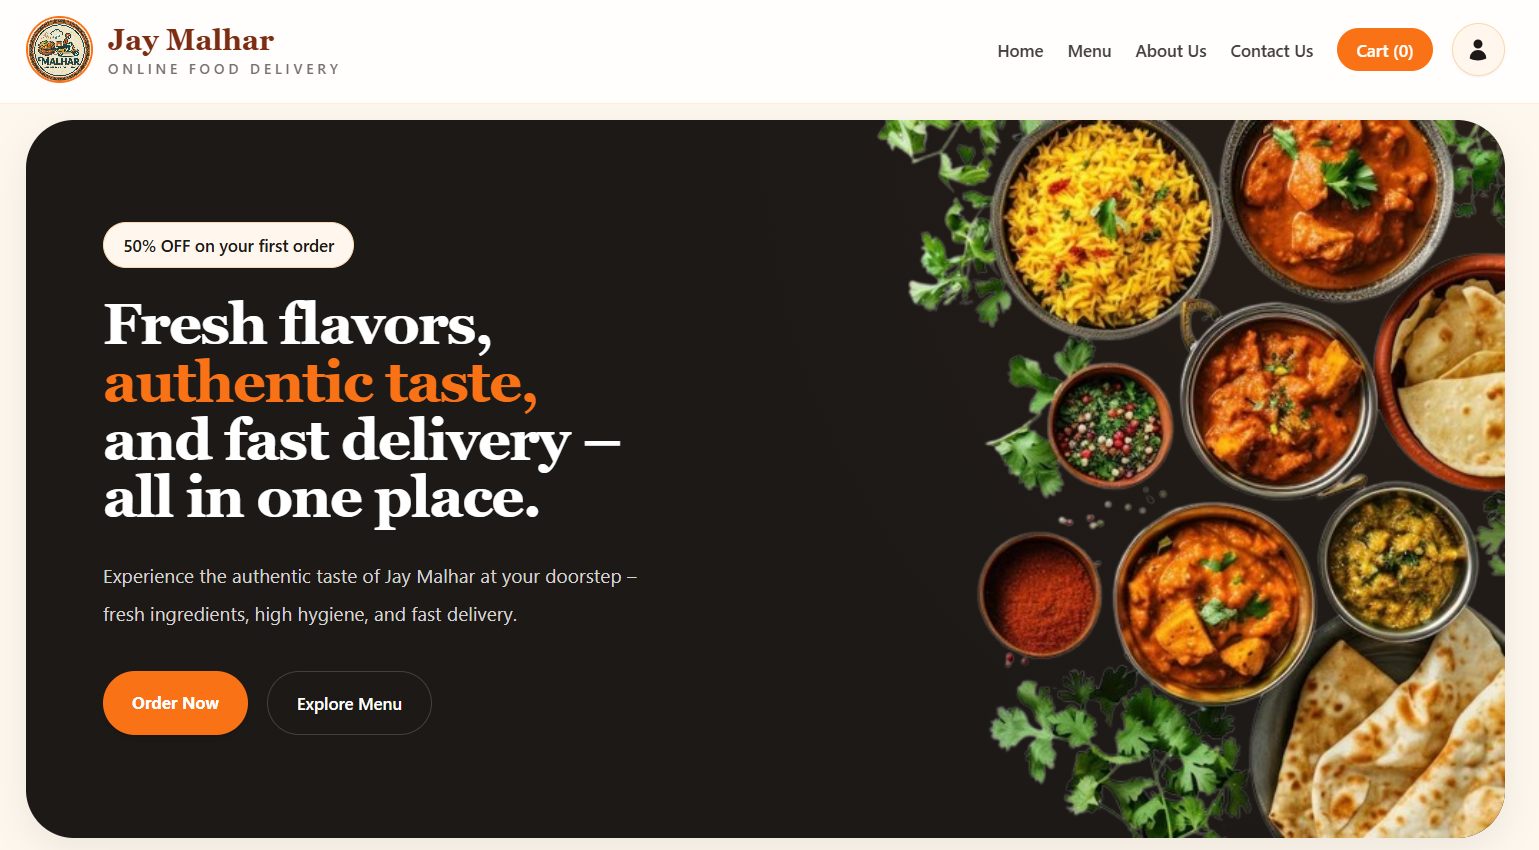 MALHAR
Jay Malhar
ONLINE FOOD DELIVERY
Home
Menu
About Us
Contact Us
Cart (0)
50% OFF on your first order
Fresh flavors,
authentic taste,
and fast delivery –
all in one place.
Experience the authentic taste of Jay Malhar at your doorstep –
fresh ingredients, high hygiene, and fast delivery.
Order Now
Explore Menu